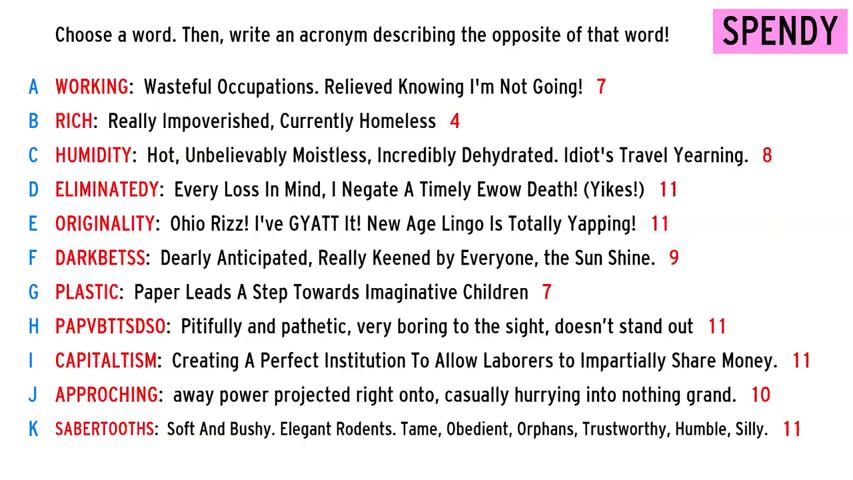 Choose a word. Then, write an acronym describing the opposite of that word!
SPENDY
A WORKING: Wasteful Occupations. Relieved Knowing I'm Not Going! 7
B RICH: Really Impoverished, Currently Homeless 4
C HUMIDITY: Hot, Unbelievably Moistless, Incredibly Dehydrated. Idiot's Travel Yearning. 8
D ELIMINATEDY: Every Loss In Mind, I Negate A Timely Ewow Death! (Yikes!) 11
E ORIGINALITY: Ohio Rizz! I've GYATT It! New Age Lingo Is Totally Yapping! 11
F DARKBETSS: Dearly Anticipated, Really Keened by Everyone, the Sun Shine. 9
G PLASTIC: Paper Leads A Step Towards Imaginative Children 7
H PAPVBTTSDSO: Pitifully and pathetic, very boring to the sight, doesn't stand out 11
I CAPITALTISM: Creating A Perfect Institution To Allow Laborers to Impartially Share Money. 11
J APPROCHING: away power projected right onto, casually hurrying into nothing grand. 10
K SABERTOOTHS: Soft And Bushy. Elegant Rodents. Tame, Obedient, Orphans, Trustworthy, Humble, Silly. 11